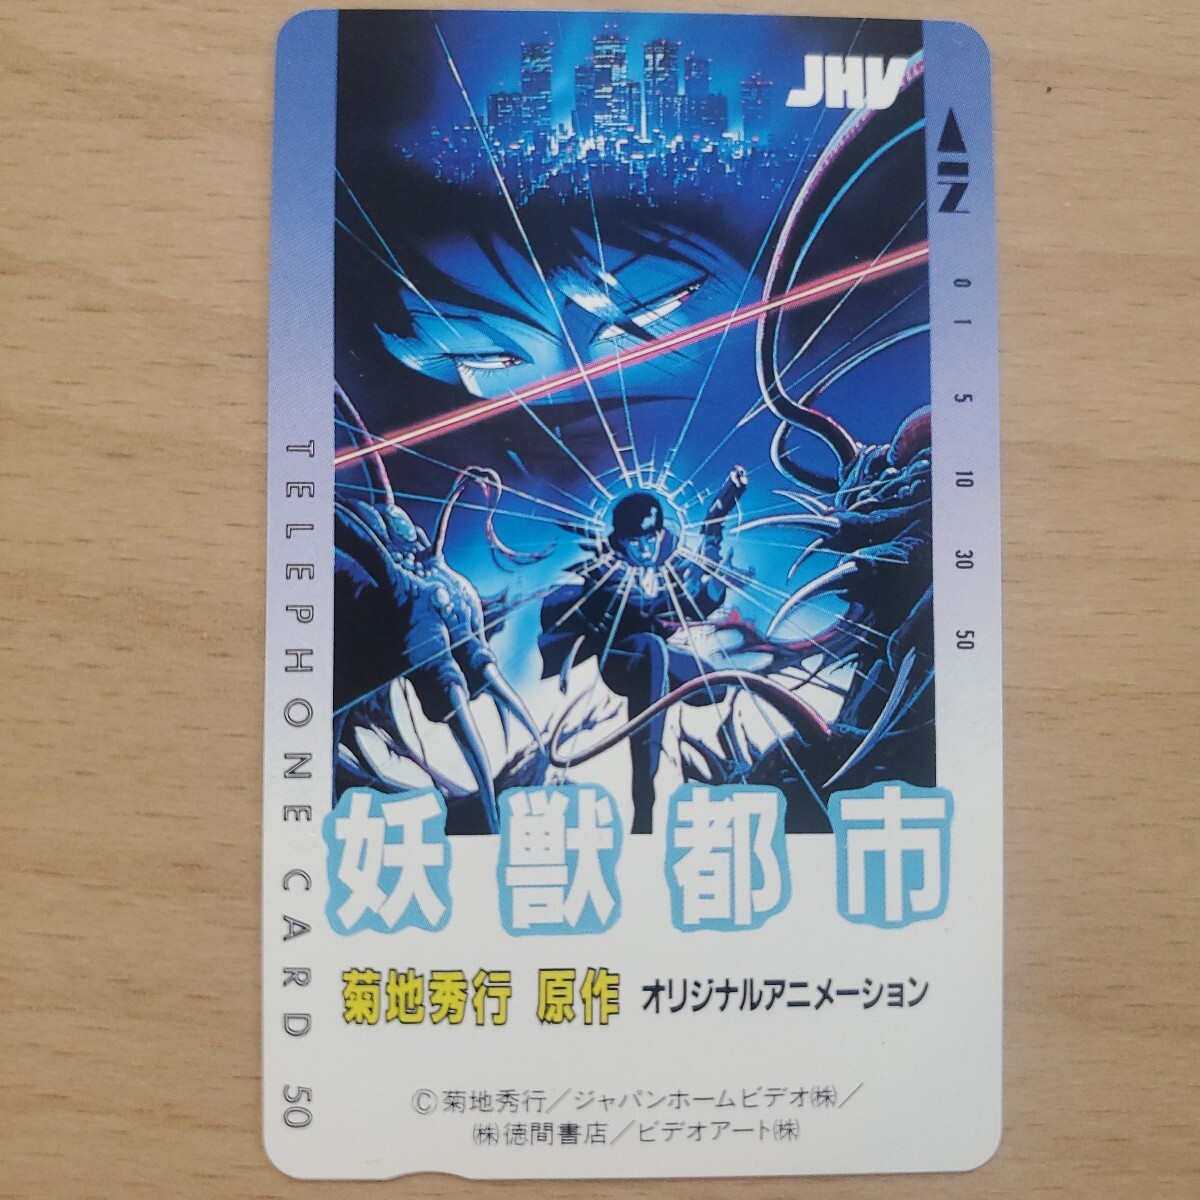 JHV
0 1 5 10 30 50
TELEPHONE CARD 50
妖獣都市
菊地秀行 原作 オリジナルアニメーション
©菊地秀行/ジャパンホームビデオ㈱/
㈱徳間書店/ビデオアート㈱